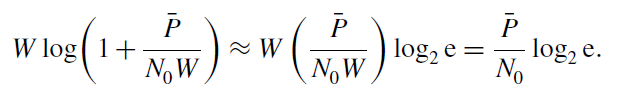 W log(1 + P̄/(N₀W)) ≈ W (P̄/(N₀W)) log₂ e = P̄/N₀ log₂ e.